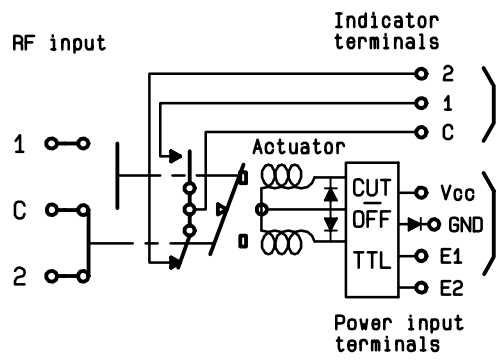 Indicator
terminals
RF input
2
1
C
1
Actuator
CUT
OFF
TTL
Vcc
GND
E1
E2
C
2
Power input
terminals